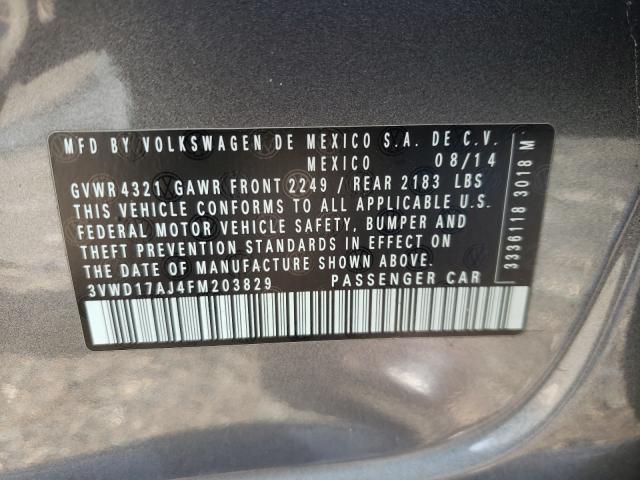 MFD BY VOLKSWAGEN DE MEXICO S.A. DE C.V.
MEXICO 08/14
GVWR 4321 GAWR FRONT 2249 / REAR 2183 LBS
THIS VEHICLE CONFORMS TO ALL APPLICABLE U.S.
FEDERAL MOTOR VEHICLE SAFETY, BUMPER AND
THEFT PREVENTION STANDARDS IN EFFECT ON
THE DATE OF MANUFACTURE SHOWN ABOVE.
3VWD17AJ4FM203829 PASSENGER CAR
3336118 3018 M